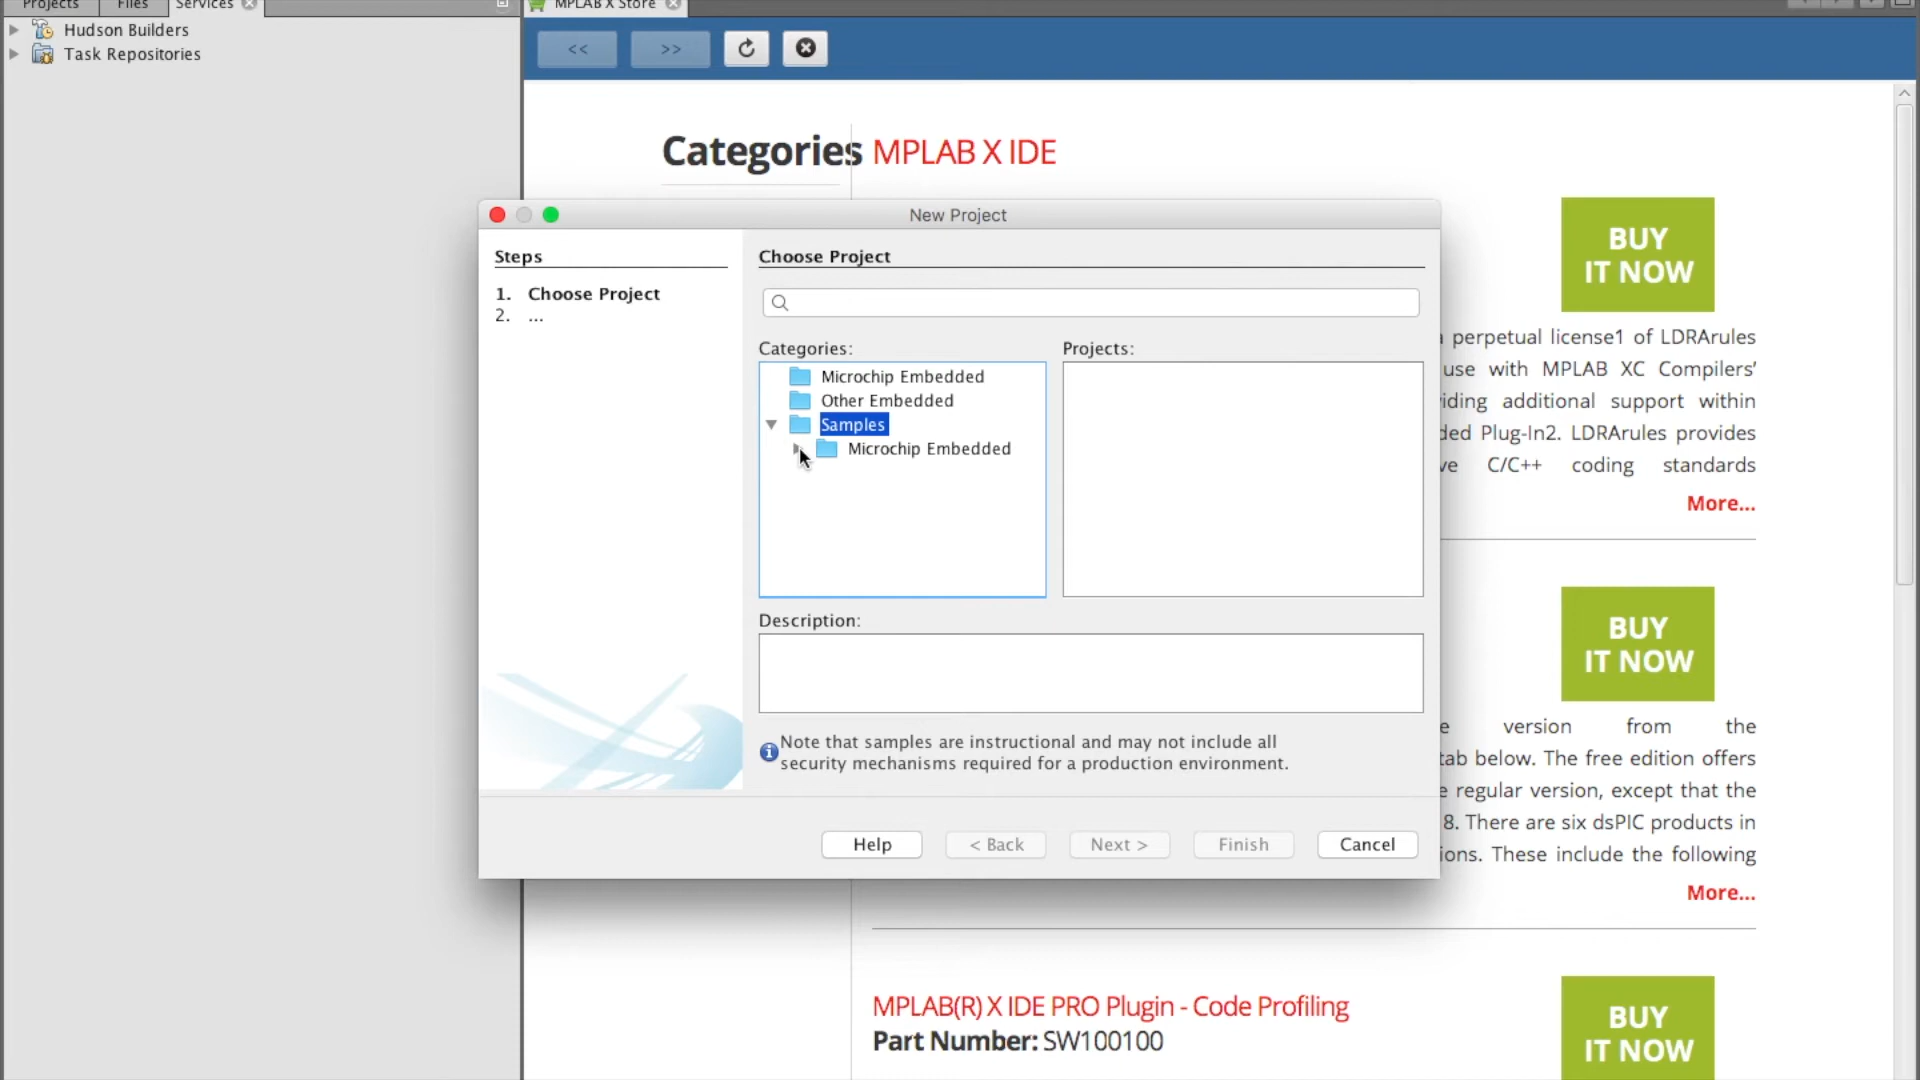 Projects
Files
Services
MPLAB X Store
Hudson Builders
Task Repositories
<<
>>
Categories
MPLAB X IDE
BUY
IT NOW
perpetual license1 of LDRArules
use with MPLAB XC Compilers’
iding additional support within
ded Plug-In2. LDRArules provides
ve C/C++ coding standards
More...
BUY
IT NOW
version from the
tab below. The free edition offers
e regular version, except that the
8. There are six dsPIC products in
ions. These include the following
More...
MPLAB(R) X IDE PRO Plugin - Code Profiling
Part Number: SW100100
BUY
IT NOW
New Project
Steps
1. Choose Project
2. ...
Choose Project
Categories:
Projects:
Microchip Embedded
Other Embedded
Samples
Microchip Embedded
Description:
Note that samples are instructional and may not include all
security mechanisms required for a production environment.
Help
< Back
Next >
Finish
Cancel